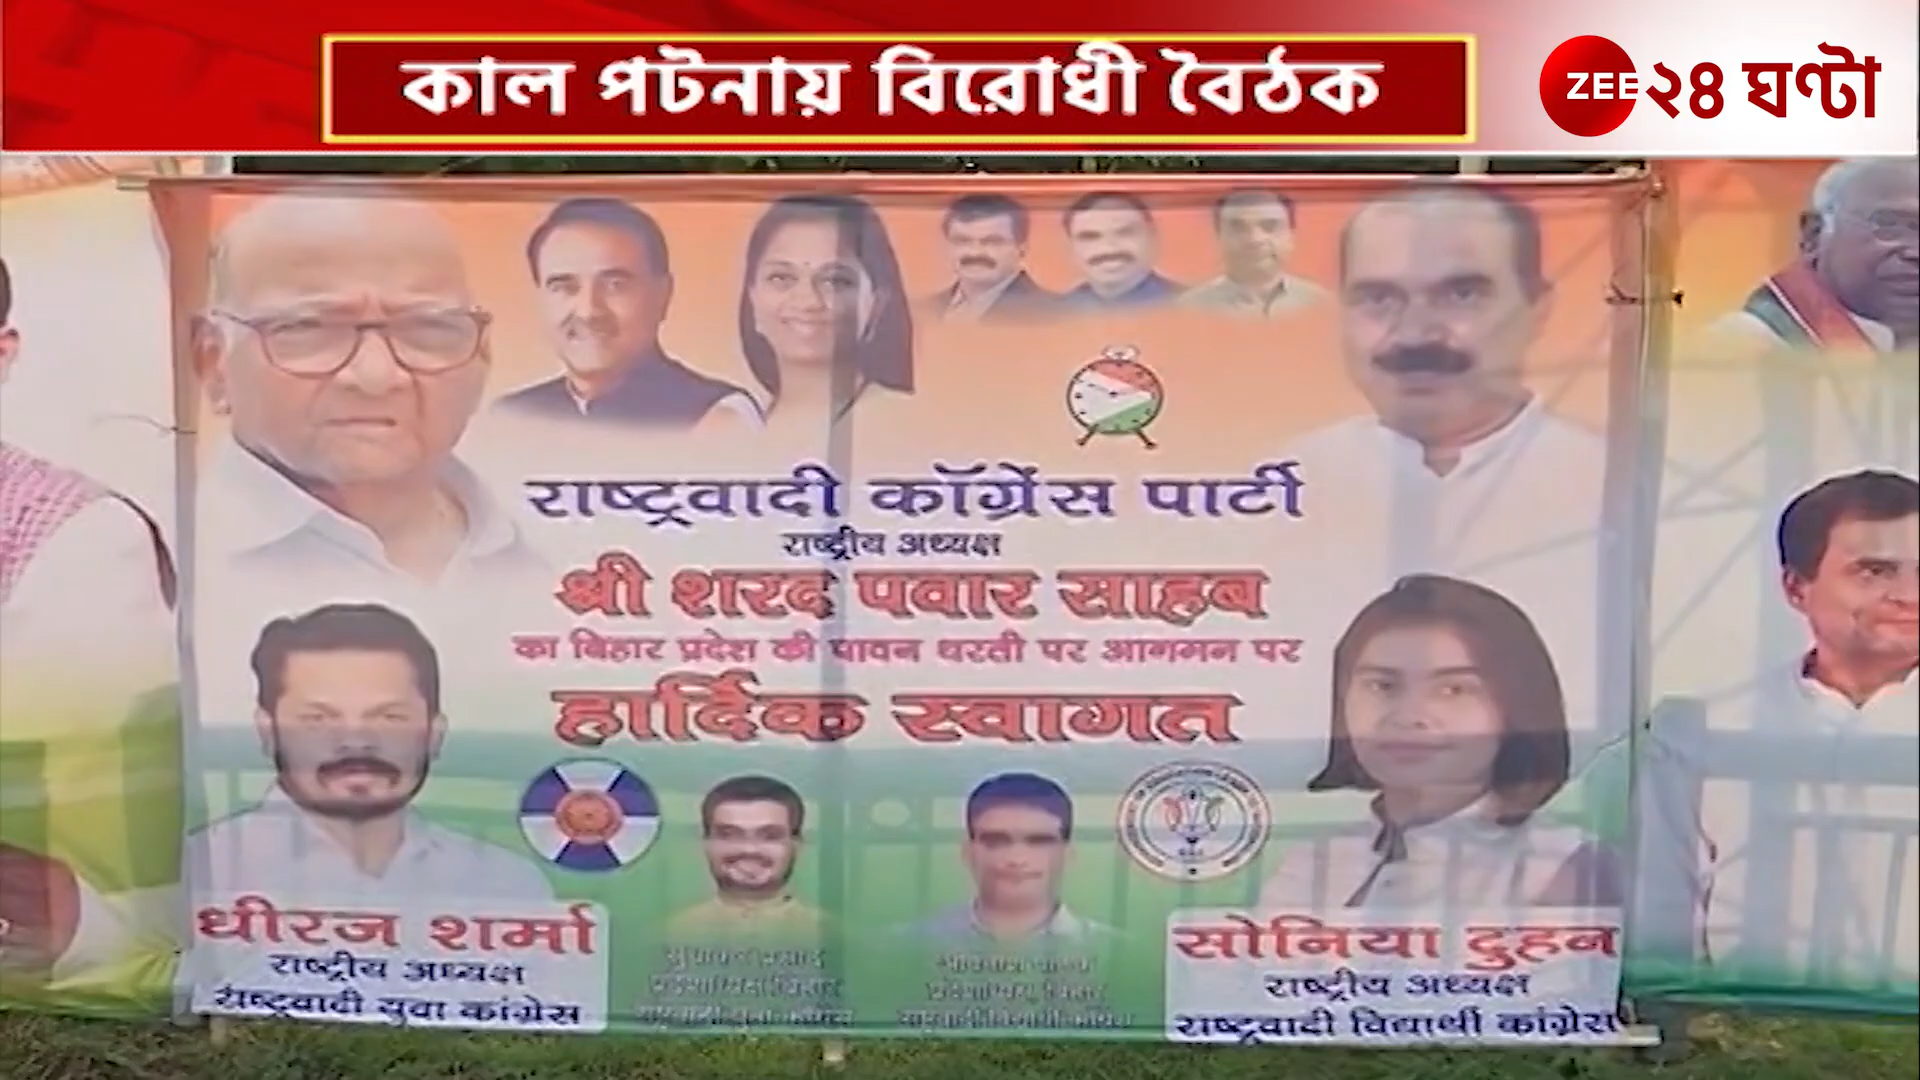 কাল পটনায় বিরোধী বৈঠক
ZEE ২৪ ঘণ্টা
राष्ट्रवादी कॉंग्रेस पार्टी
राष्ट्रीय अध्यक्ष
श्री शरद पवार साहब
का बिहार प्रदेश की पावन धरती पर आगमन पर
हार्दिक स्वागत
धीरज शर्मा
राष्ट्रीय अध्यक्ष
राष्ट्रवादी युवा कांग्रेस
सोनिया दुहन
राष्ट्रीय अध्यक्ष
राष्ट्रवादी विद्यार्थी कांग्रेस